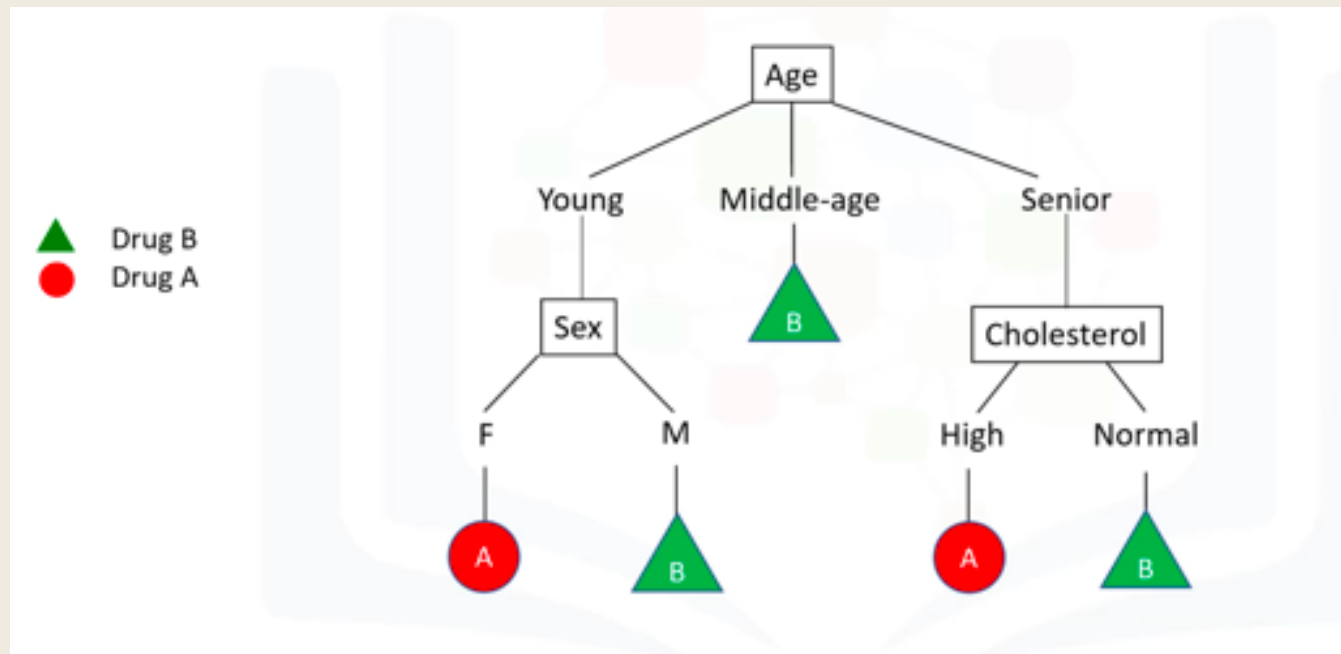 Age
Young Middle-age Senior
Drug B
Drug A
B
Sex Cholesterol
F M High Normal
A B A B